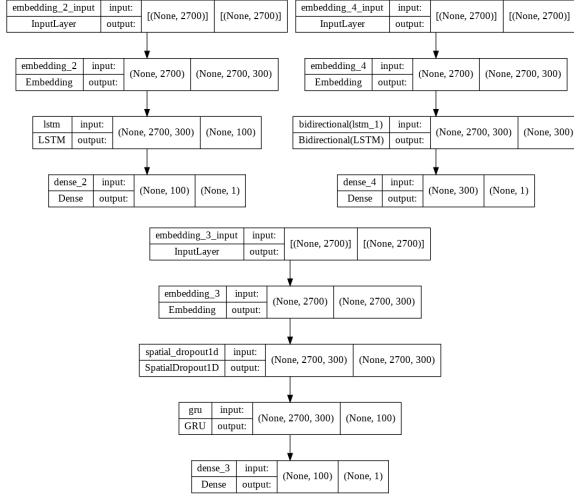 embedding_2_input input: [(None, 2700)] [(None, 2700)]
InputLayer output:
embedding_2 input: (None, 2700) (None, 2700, 300)
Embedding output:
lstm input: (None, 2700, 300) (None, 100)
LSTM output:
dense_2 input: (None, 100) (None, 1)
Dense output:
embedding_4_input input: [(None, 2700)] [(None, 2700)]
InputLayer output:
embedding_4 input: (None, 2700) (None, 2700, 300)
Embedding output:
bidirectional(lstm_1) input: (None, 2700, 300) (None, 300)
Bidirectional(LSTM) output:
dense_4 input: (None, 300) (None, 1)
Dense output:
embedding_3_input input: [(None, 2700)] [(None, 2700)]
InputLayer output:
embedding_3 input: (None, 2700) (None, 2700, 300)
Embedding output:
spatial_dropout1d input: (None, 2700, 300) (None, 2700, 300)
SpatialDropout1D output:
gru input: (None, 2700, 300) (None, 100)
GRU output:
dense_3 input: (None, 100) (None, 1)
Dense output: